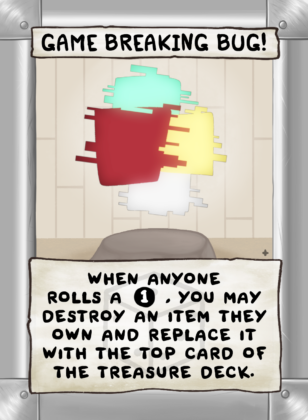 GAME BREAKING BUG!
WHEN ANYONE
ROLLS A 1 , YOU MAY
DESTROY AN ITEM THEY
OWN AND REPLACE IT
WITH THE TOP CARD OF
THE TREASURE DECK.